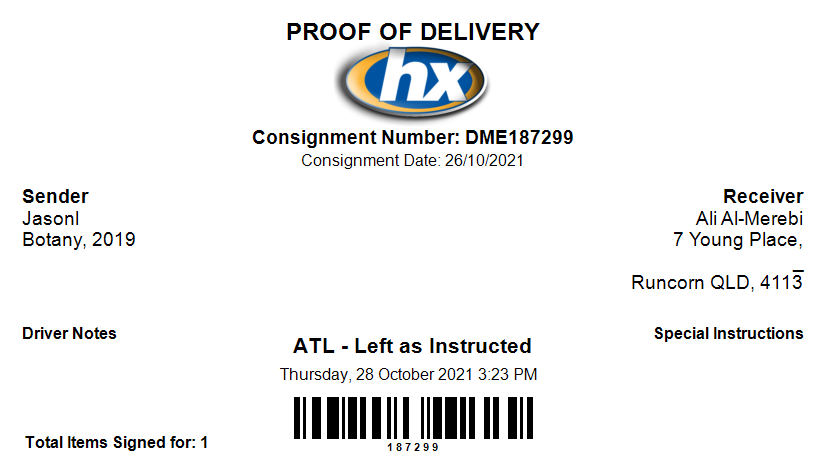 PROOF OF DELIVERY
hx
Consignment Number: DME187299
Consignment Date: 26/10/2021
Sender
JasonI
Botany, 2019
Receiver
Ali Al-Merebi
7 Young Place,
Runcorn QLD, 4113
Driver Notes
ATL - Left as Instructed
Thursday, 28 October 2021 3:23 PM
Special Instructions
187299
Total Items Signed for: 1